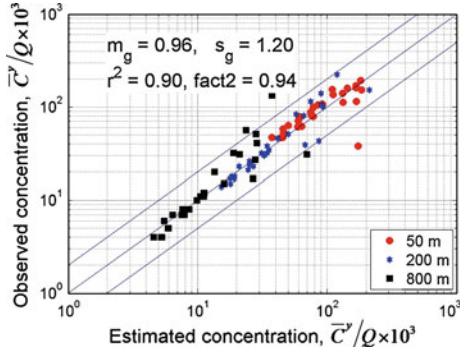 m_g = 0.96, s_g = 1.20
r² = 0.90, fact2 = 0.94
Observed concentration, C̅ʸ/Q×10³
10³
10²
10¹
10⁰
10⁰ 10¹ 10² 10³
50 m
200 m
800 m
Estimated concentration, C̅ʸ/Q×10³